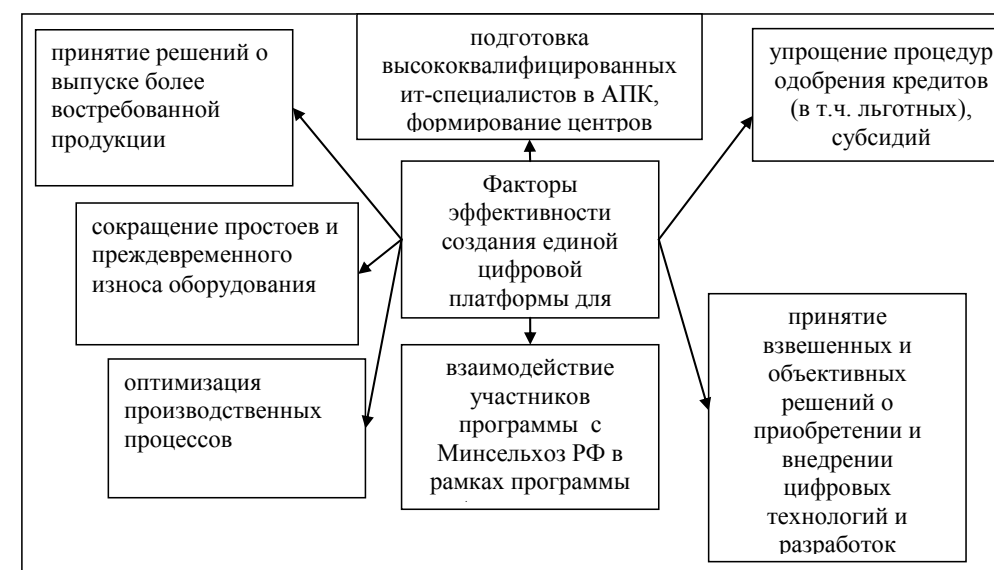 принятие решений о
выпуске более
востребованной
продукции
подготовка
высококвалифицированных
ит-специалистов в АПК,
формирование центров
упрощение процедур
одобрения кредитов
(в т.ч. льготных),
субсидий
сокращение простоев и
преждевременного
износа оборудования
Факторы
эффективности
создания единой
цифровой
платформы для
оптимизация
производственных
процессов
взаимодействие
участников
программы с
Минсельхоз РФ в
рамках программы
принятие
взвешенных и
объективных
решений о
приобретении и
внедрении
цифровых
технологий и
разработок